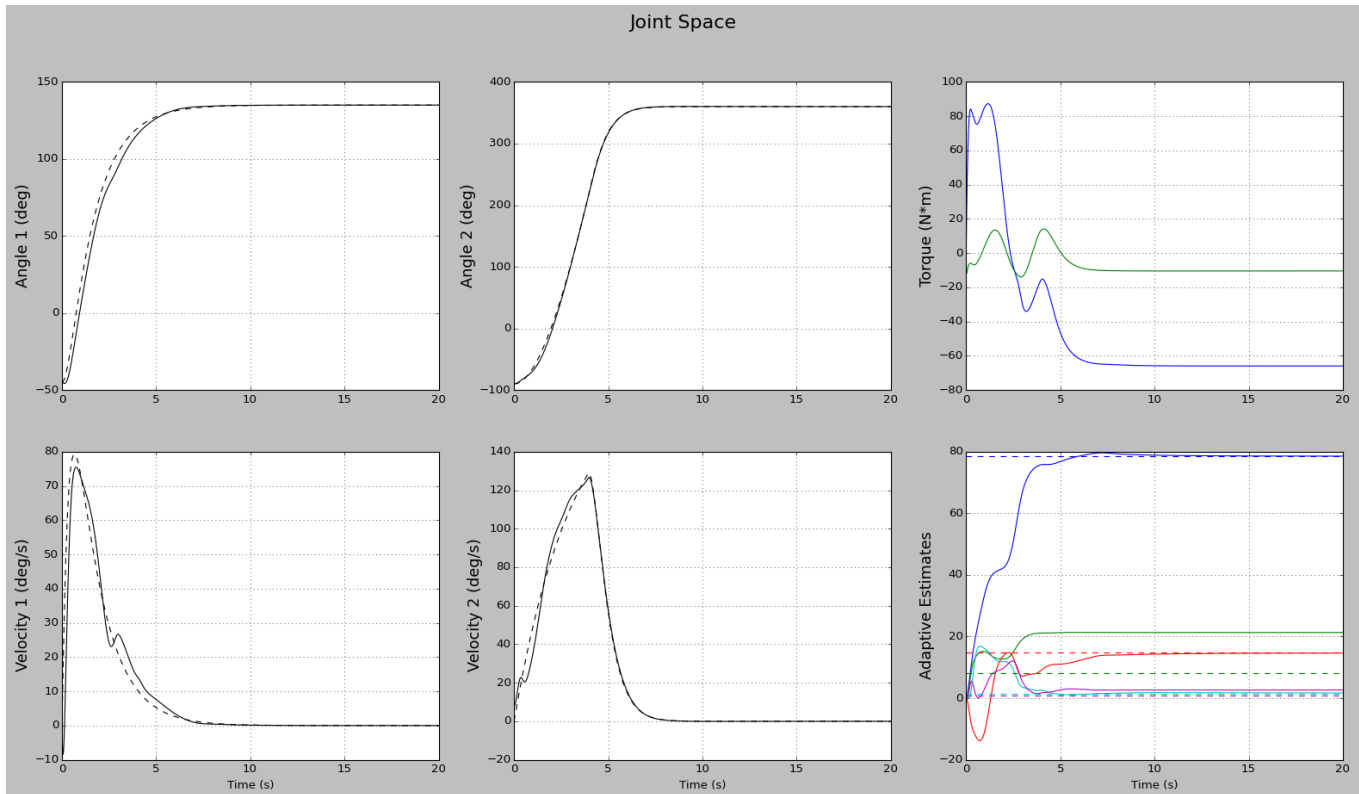 Joint Space
Angle 1 (deg)
150
100
50
0
−50
0 5 10 15 20
Angle 2 (deg)
400
300
200
100
0
−100
0 5 10 15 20
Torque (N*m)
100
80
60
40
20
0
−20
−40
−60
−80
0 5 10 15 20
Velocity 1 (deg/s)
80
70
60
50
40
30
20
10
0
−10
0 5 10 15 20
Time (s)
Velocity 2 (deg/s)
140
120
100
80
60
40
20
0
−20
0 5 10 15 20
Time (s)
Adaptive Estimates
80
60
40
20
0
−20
0 5 10 15 20
Time (s)